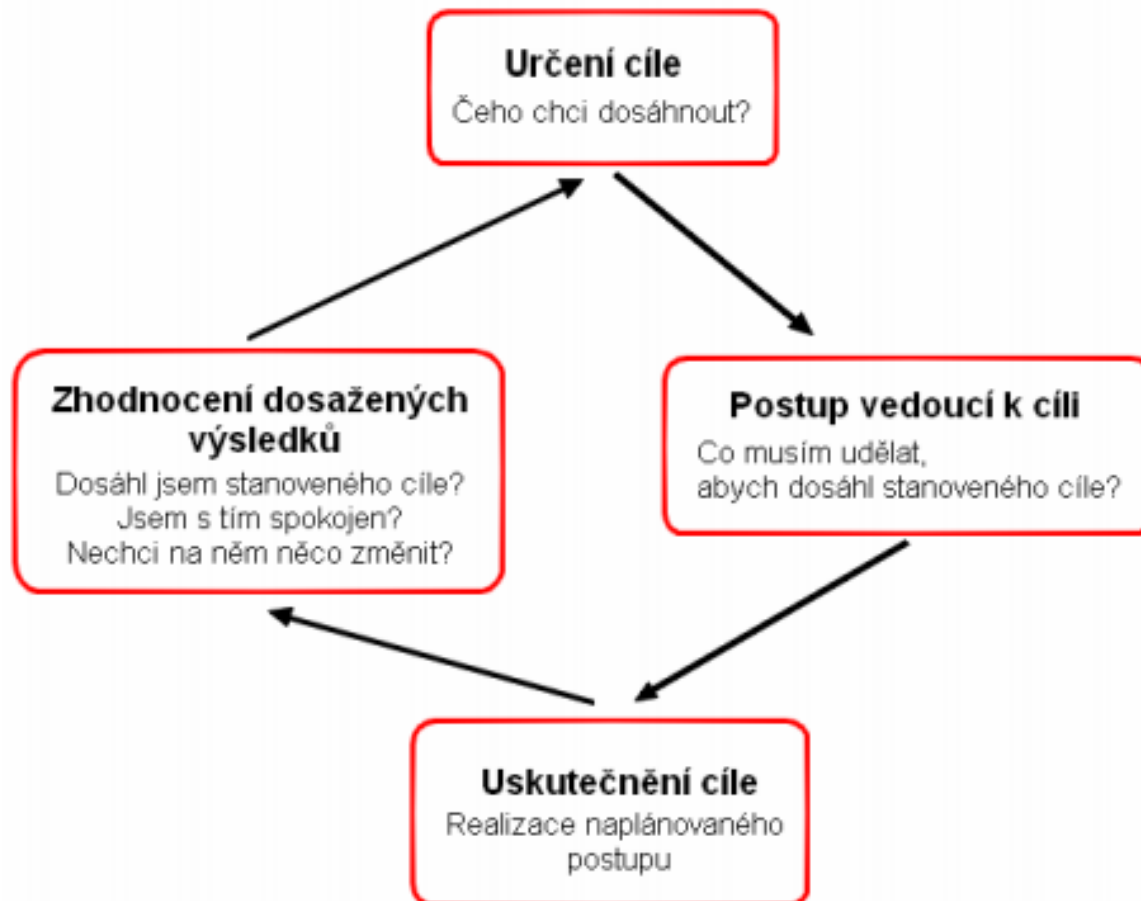 Určení cíle
Čeho chci dosáhnout?
Postup vedoucí k cíli
Co musím udělat,
abych dosáhl stanoveného cíle?
Uskutečnění cíle
Realizace naplánovaného
postupu
Zhodnocení dosažených
výsledků
Dosáhl jsem stanoveného cíle?
Jsem s tím spokojen?
Nechci na něm něco změnit?